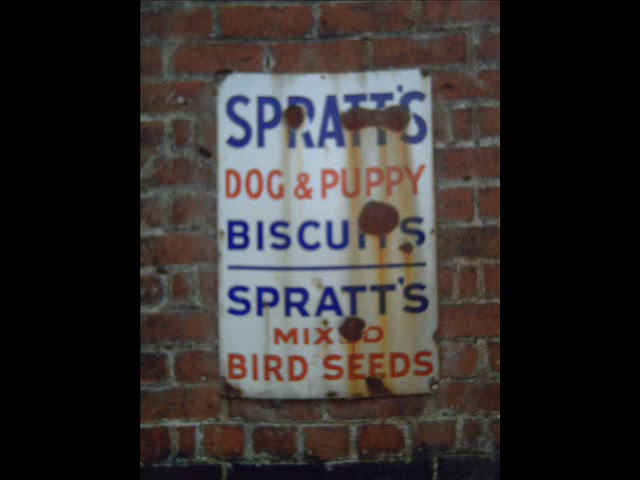 SPRATT'S
DOG & PUPPY
BISCUITS
SPRATT'S
MIXED
BIRD SEEDS